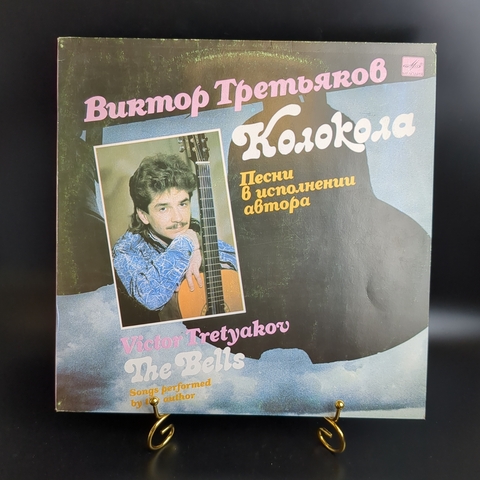 Виктор Третьяков
Колокола
Песни
в исполнении
автора
Victor Tretyakov
The Bells
Songs performed
by author